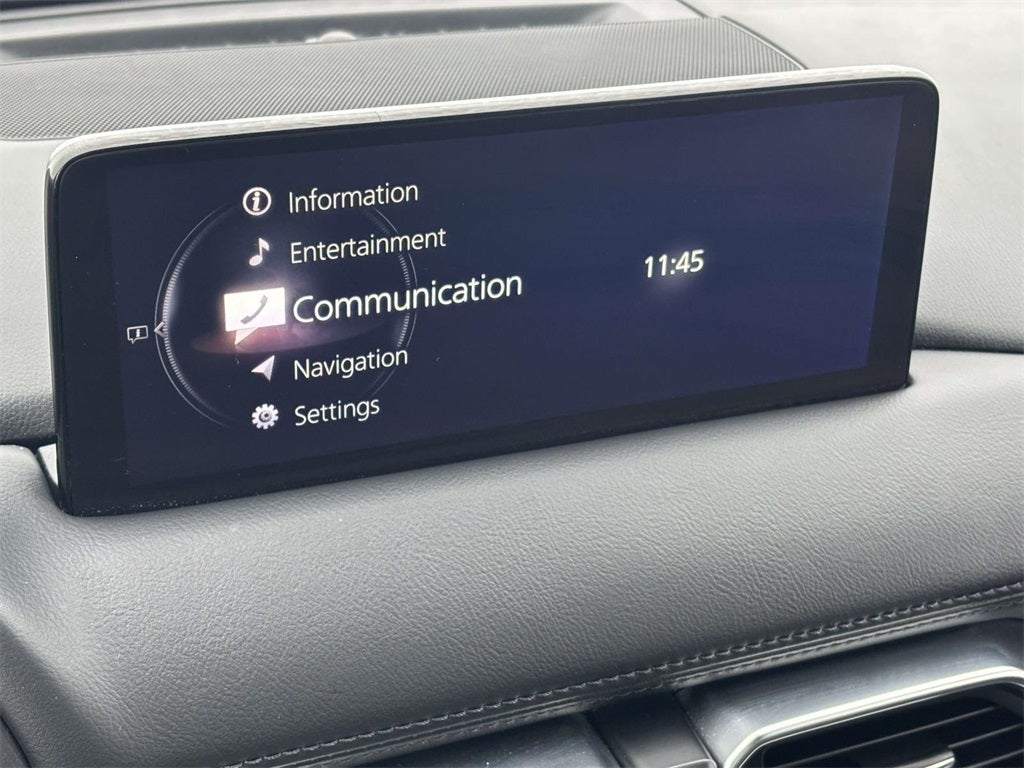 Information
Entertainment
Communication
11:45
Navigation
Settings